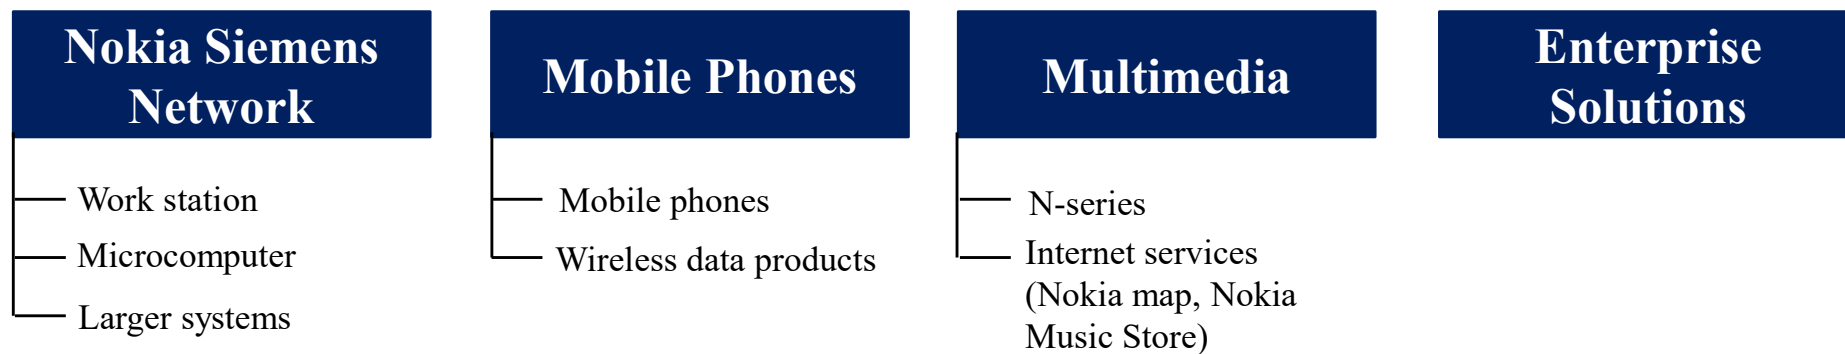 Nokia Siemens
Network
Work station
Microcomputer
Larger systems
Mobile Phones
Mobile phones
Wireless data products
Multimedia
N-series
Internet services
(Nokia map, Nokia
Music Store)
Enterprise
Solutions